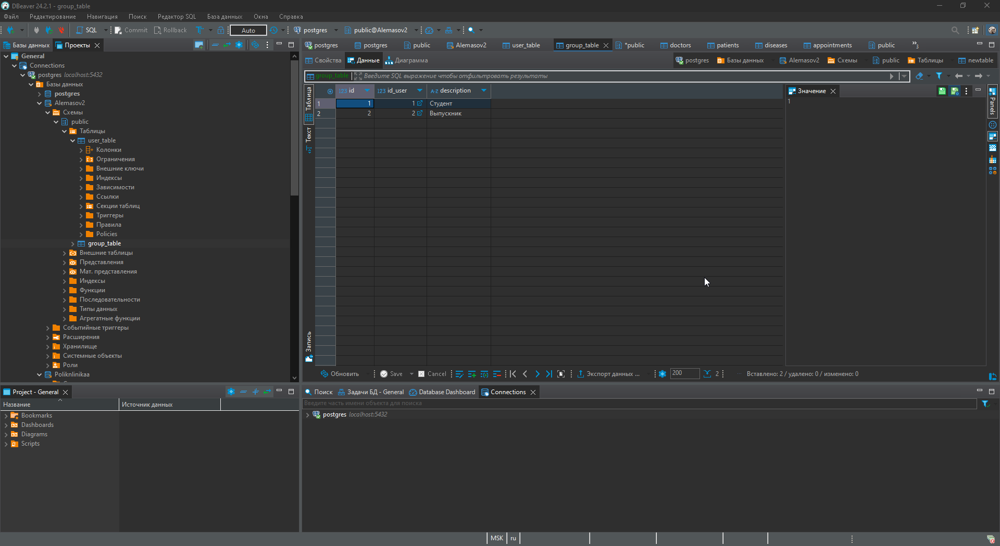 DBeaver 24.2.1 - group_table
Файл Редактирование Навигация Поиск Редактор SQL База данных Окна Справка
SQL Commit Rollback Auto postgres public@Alemasov2
Базы данных Проекты
General
Connections
postgres localhost:5432
Базы данных
postgres
Alemasov2
Схемы
public
Таблицы
user_table
Колонки
Ограничения
Внешние ключи
Индексы
Зависимости
Ссылки
Секции таблиц
Триггеры
Правила
Policies
group_table
Внешние таблицы
Представления
Мат. представления
Индексы
Функции
Последовательности
Типы данных
Агрегатные функции
Событийные триггеры
Расширения
Хранилище
Системные объекты
Роли
Poliknlinikaa
postgres postgres public Alemasov2 user_table group_table *public doctors patients diseases appointments public »3
Свойства Данные Диаграмма
postgres Базы данных Alemasov2 Схемы public Таблицы newtable
group_table Введите SQL выражение чтобы отфильтровать результаты
Таблица
Текст
Запись
123 id 123 id_user A-Z description
1 1 1 Студент
2 2 2 Выпускник
Значение
1
Panels
Обновить Save Cancel Экспорт данных ... 200 2 Вставлено: 2 / удалено: 0 / изменено: 0
Project - General
Название Источник данных
Bookmarks
Dashboards
Diagrams
Scripts
Поиск Задачи БД - General Database Dashboard Connections
Введите часть имени объекта для поиска
postgres localhost:5432
MSK ru